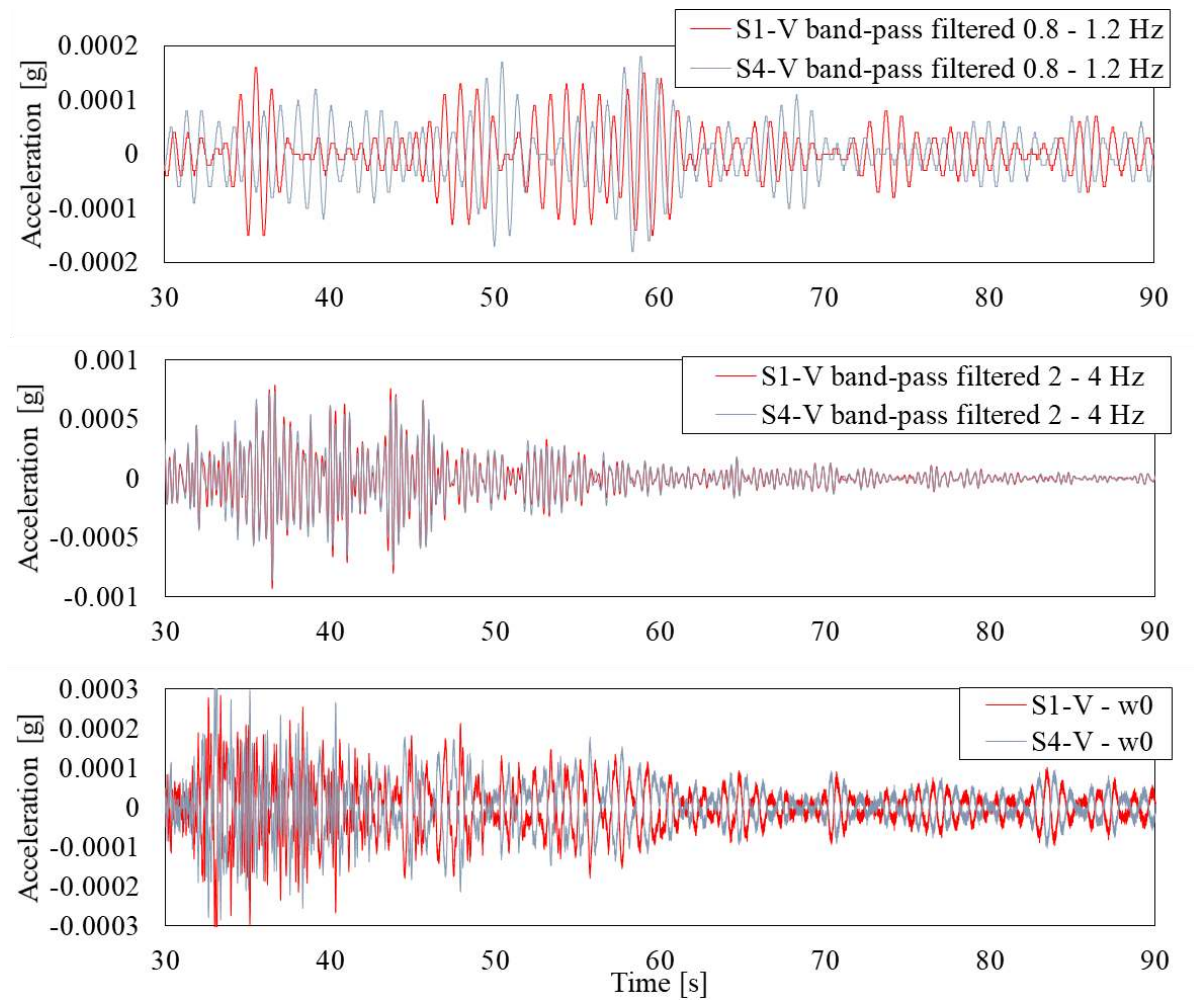 S1-V band-pass filtered 0.8 - 1.2 Hz
S4-V band-pass filtered 0.8 - 1.2 Hz
Acceleration [g]
0.0002
0.0001
0
-0.0001
-0.0002
30 40 50 60 70 80 90
S1-V band-pass filtered 2 - 4 Hz
S4-V band-pass filtered 2 - 4 Hz
Acceleration [g]
0.001
0.0005
0
-0.0005
-0.001
30 40 50 60 70 80 90
S1-V - w0
S4-V - w0
Acceleration [g]
0.0003
0.0002
0.0001
0
-0.0001
-0.0002
-0.0003
30 40 50 60 70 80 90
Time [s]